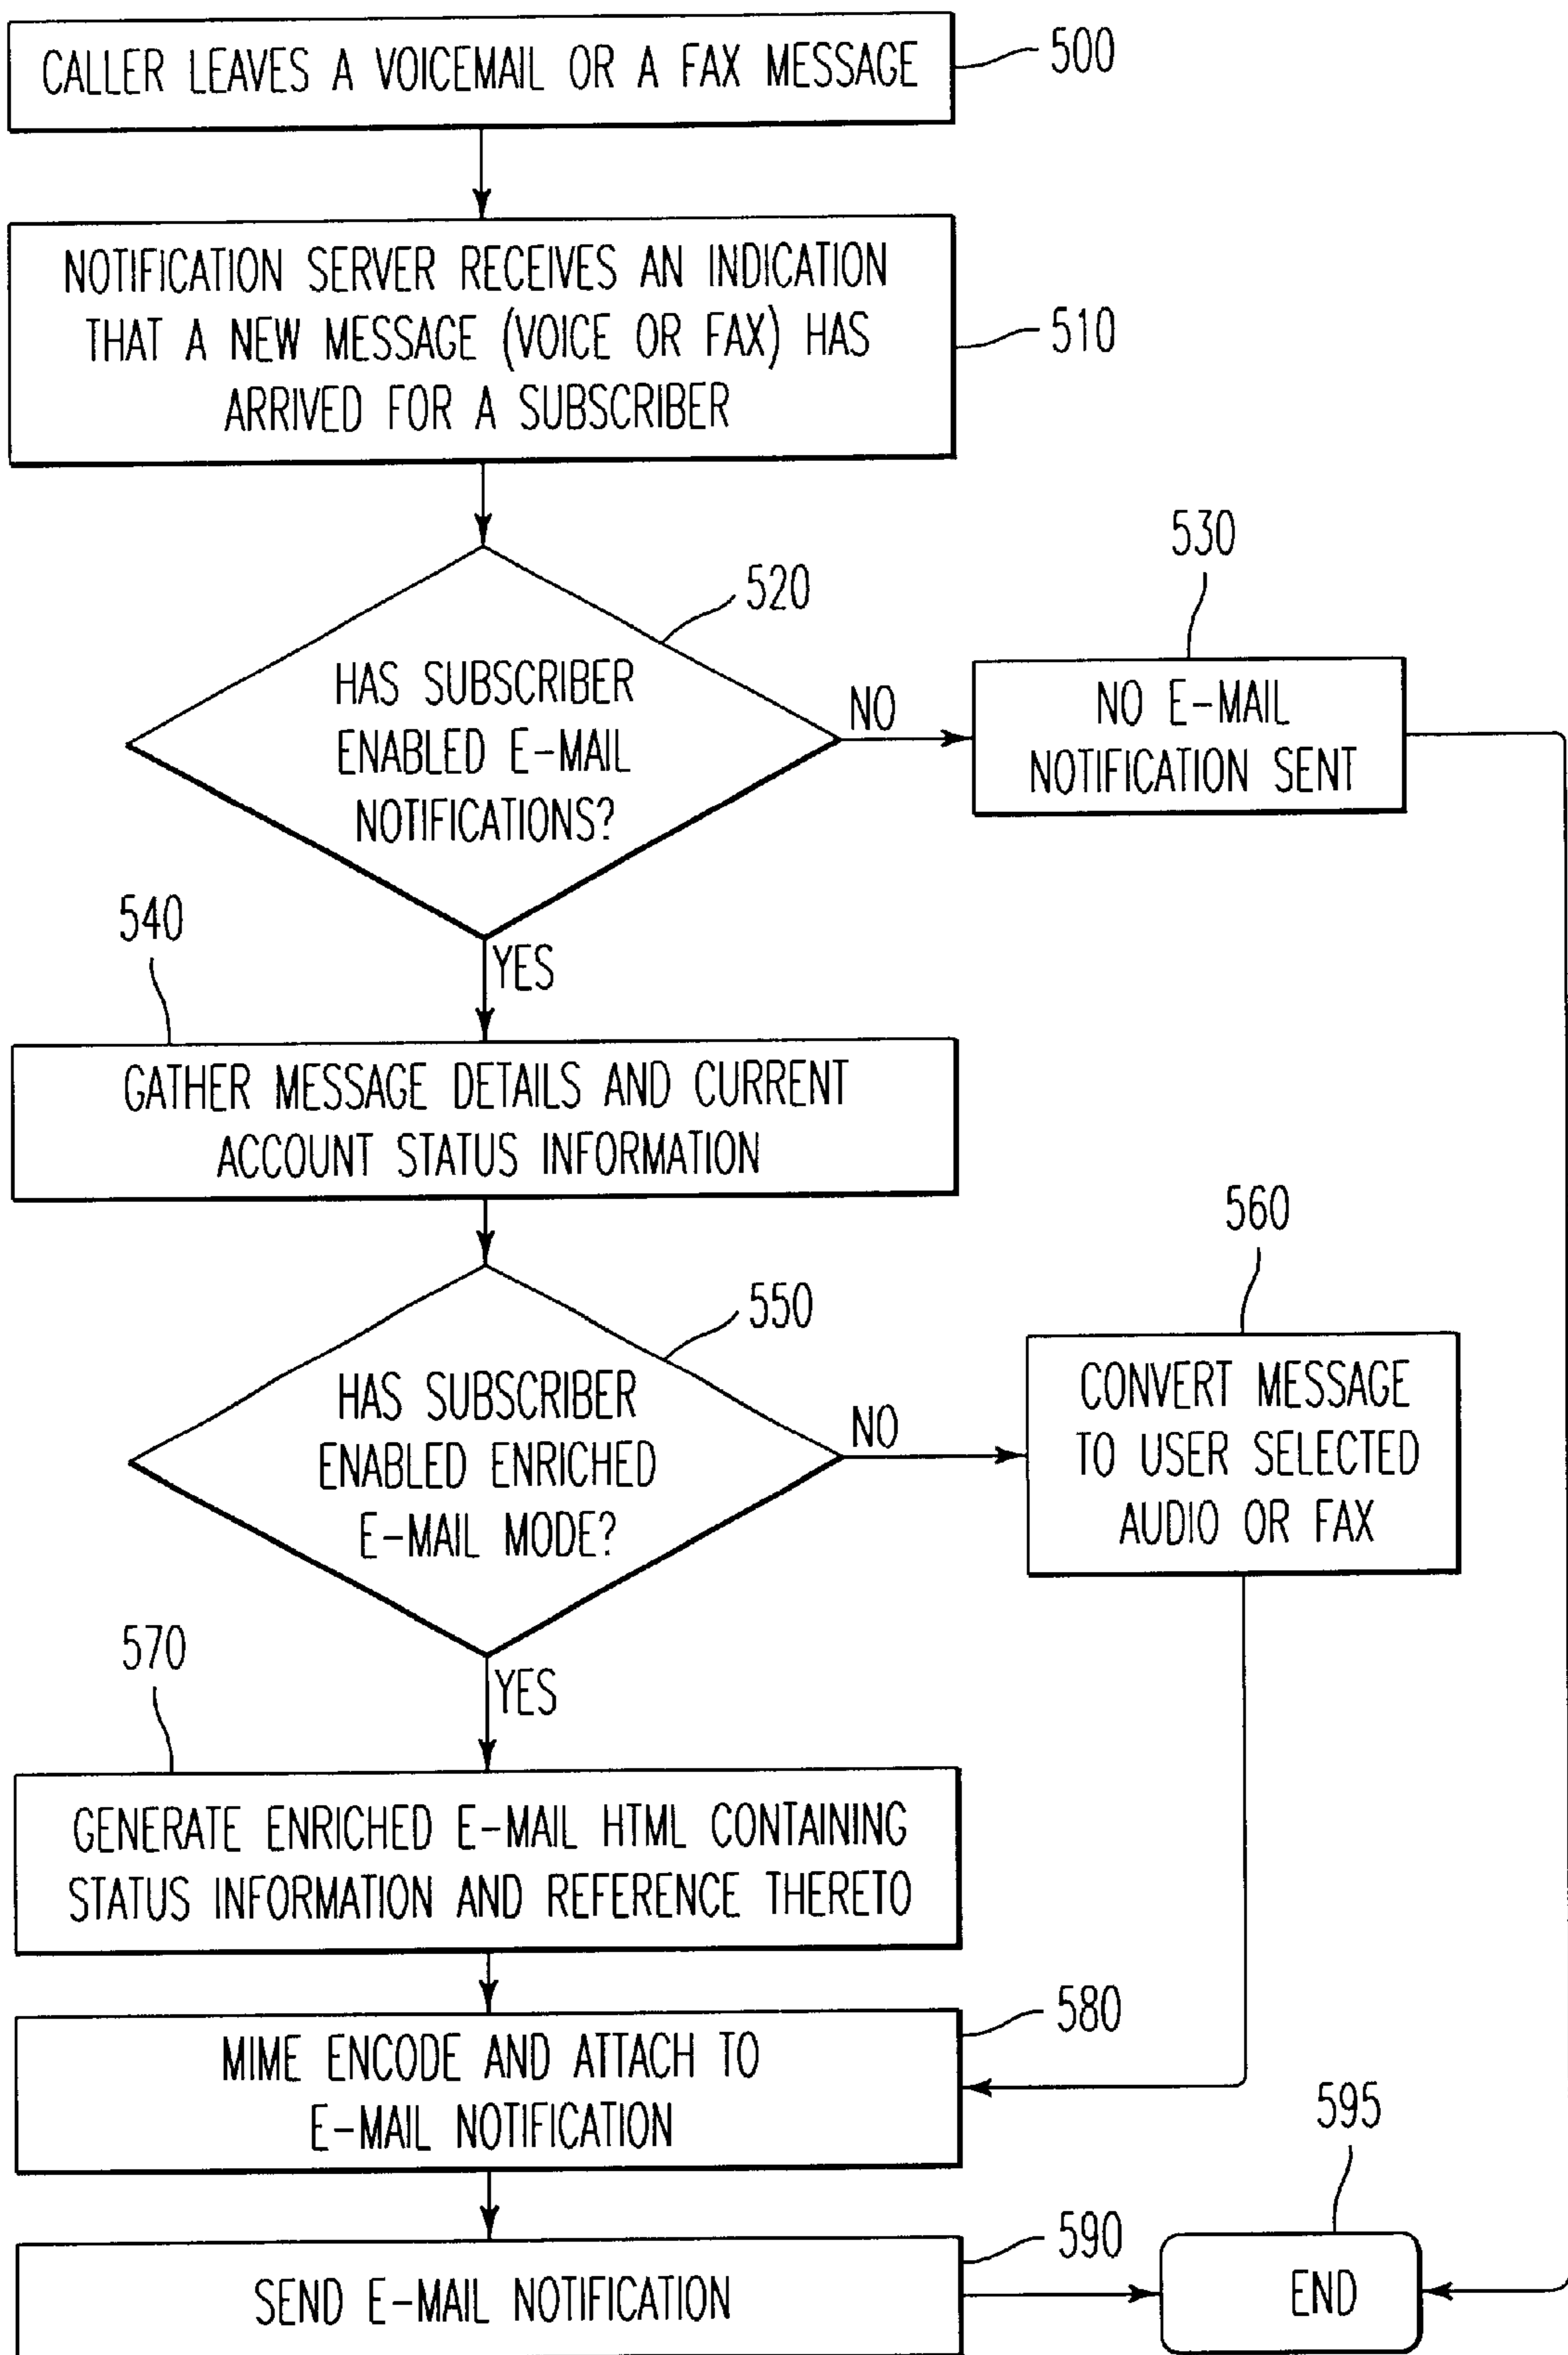 CALLER LEAVES A VOICEMAIL OR A FAX MESSAGE
500
NOTIFICATION SERVER RECEIVES AN INDICATION
THAT A NEW MESSAGE (VOICE OR FAX) HAS
ARRIVED FOR A SUBSCRIBER
510
520
HAS SUBSCRIBER
ENABLED E-MAIL
NOTIFICATIONS?
NO
530
NO E-MAIL
NOTIFICATION SENT
YES
540
GATHER MESSAGE DETAILS AND CURRENT
ACCOUNT STATUS INFORMATION
550
HAS SUBSCRIBER
ENABLED ENRICHED
E-MAIL MODE?
NO
560
CONVERT MESSAGE
TO USER SELECTED
AUDIO OR FAX
YES
570
GENERATE ENRICHED E-MAIL HTML CONTAINING
STATUS INFORMATION AND REFERENCE THERETO
580
MIME ENCODE AND ATTACH TO
E-MAIL NOTIFICATION
590
SEND E-MAIL NOTIFICATION
595
END